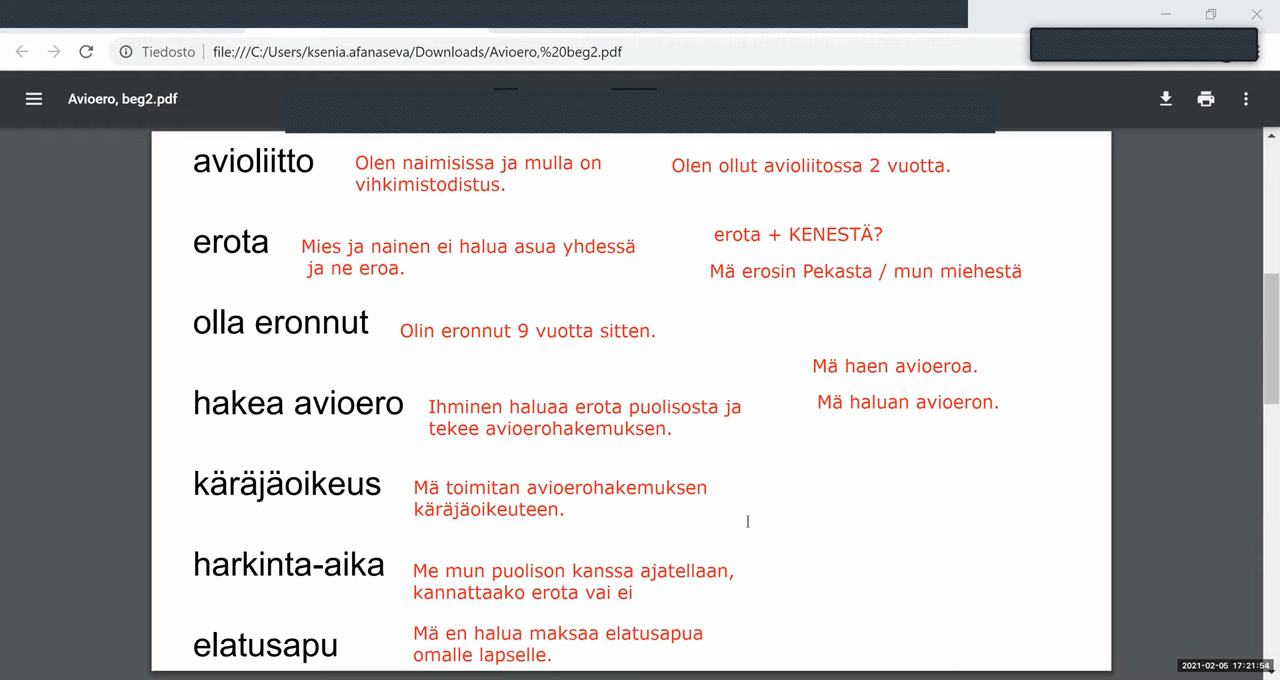 Tiedosto
file:///C:/Users/ksenia.afanaseva/Downloads/Avioero,%20beg2.pdf
Avioero, beg2.pdf
avioliitto
Olen naimisissa ja mulla on
vihkimistodistus.
Olen ollut avioliitossa 2 vuotta.
erota
Mies ja nainen ei halua asua yhdessä
ja ne eroa.
erota + KENESTÄ?
Mä erosin Pekasta / mun miehestä
olla eronnut
Olin eronnut 9 vuotta sitten.
Mä haen avioeroa.
Mä haluan avioeron.
hakea avioero
Ihminen haluaa erota puolisosta ja
tekee avioerohakemuksen.
käräjäoikeus
Mä toimitan avioerohakemuksen
käräjäoikeuteen.
harkinta-aika
Me mun puolison kanssa ajatellaan,
kannattaako erota vai ei
elatusapu
Mä en halua maksaa elatusapua
omalle lapselle.
2021-02-05 17:21:54